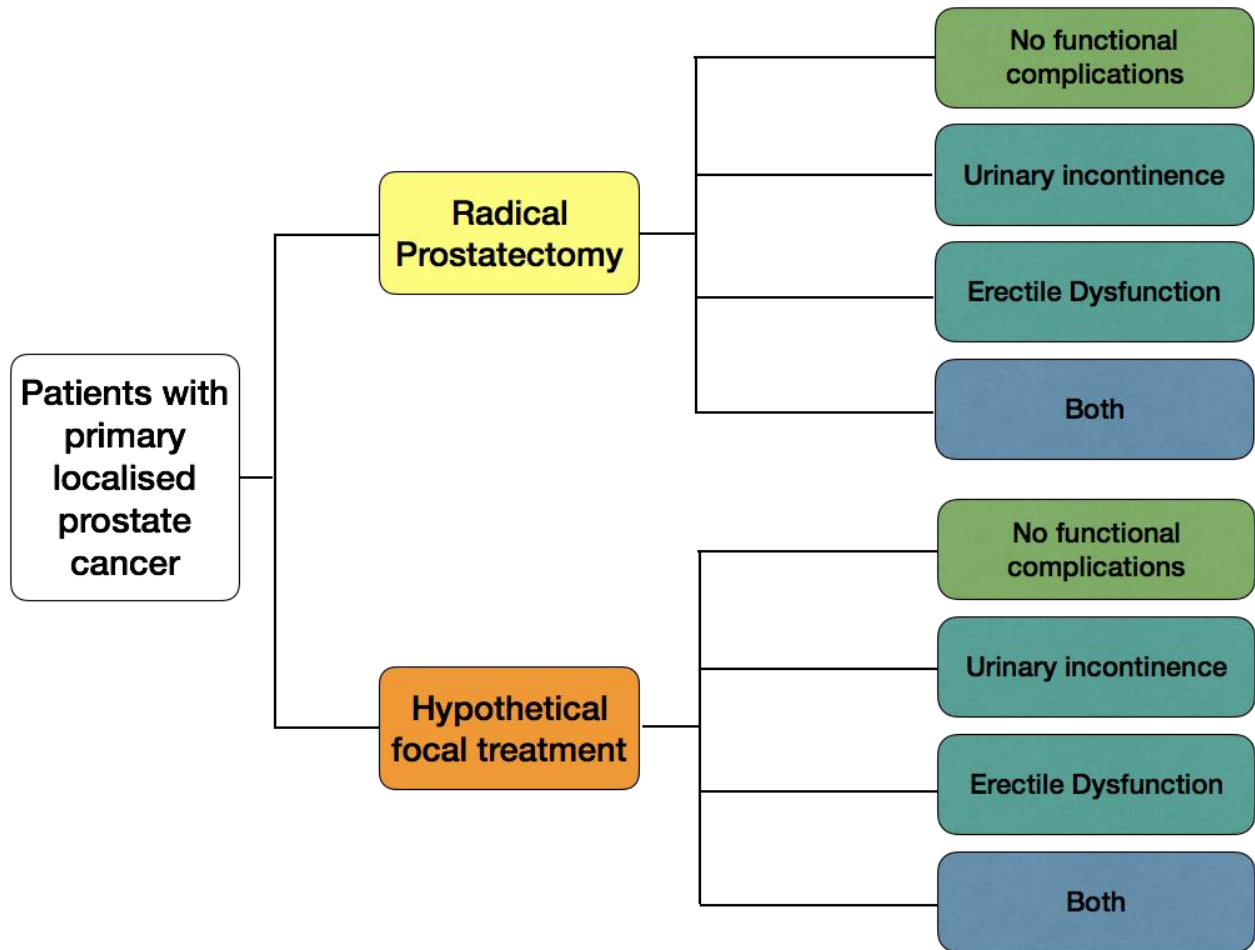 Patients with
primary
localised
prostate
cancer
Radical
Prostatectomy
No functional
complications
Urinary incontinence
Erectile Dysfunction
Both
Hypothetical
focal treatment
No functional
complications
Urinary incontinence
Erectile Dysfunction
Both